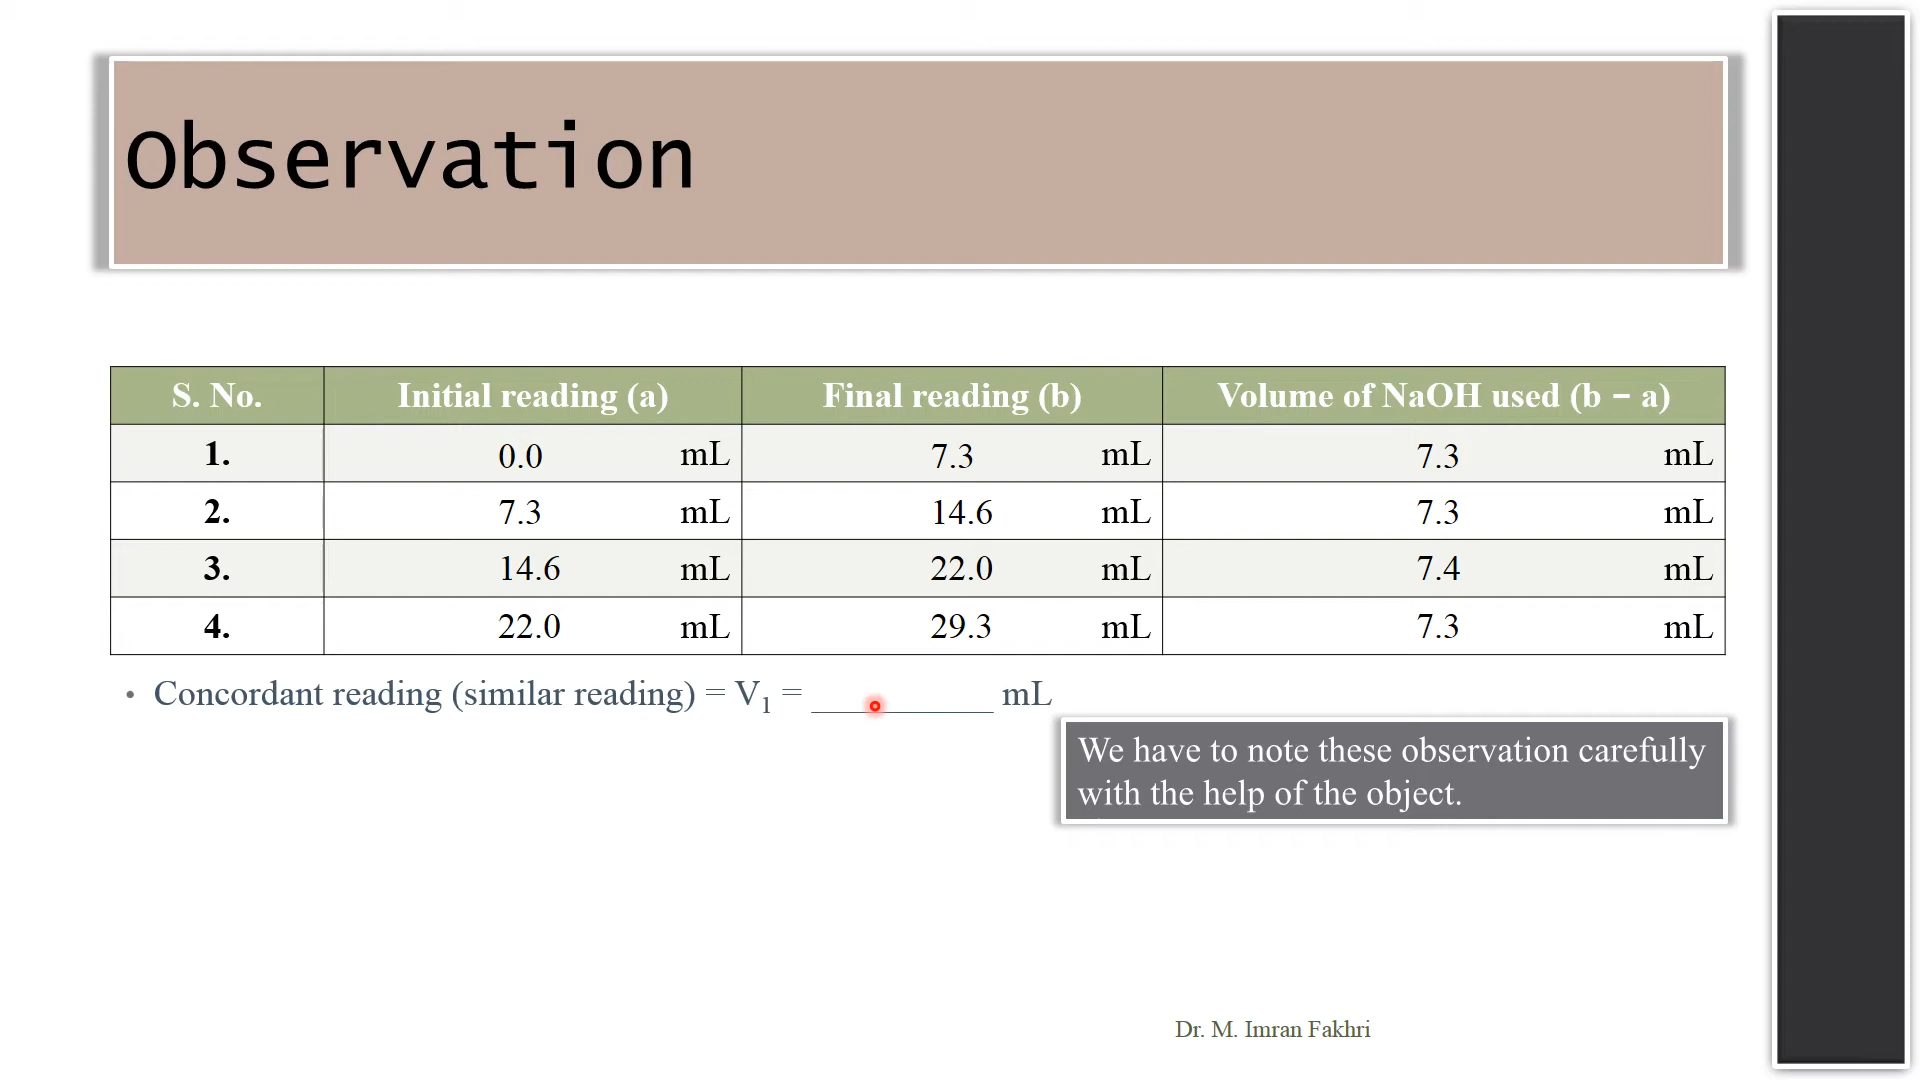 Observation
S. No. Initial reading (a) Final reading (b) Volume of NaOH used (b − a)
1. 0.0 mL 7.3 mL 7.3 mL
2. 7.3 mL 14.6 mL 7.3 mL
3. 14.6 mL 22.0 mL 7.4 mL
4. 22.0 mL 29.3 mL 7.3 mL
• Concordant reading (similar reading) = V₁ = __________ mL
We have to note these observation carefully
with the help of the object.
Dr. M. Imran Fakhri